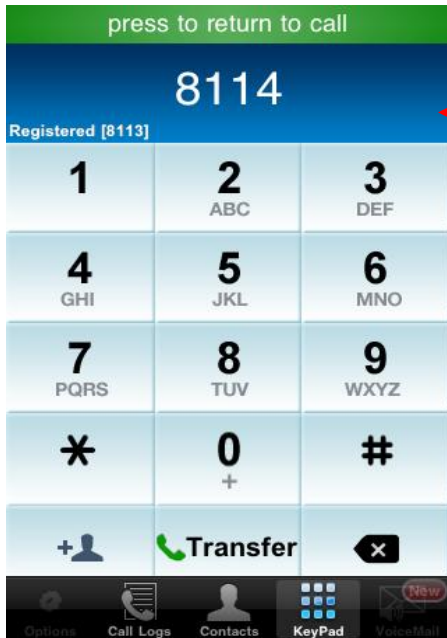 press to return to call
8114
Registered [8113]
1 2 3
ABC DEF
4 5 6
GHI JKL MNO
7 8 9
PQRS TUV WXYZ
* 0 #
+
+ Transfer x
New
Options Call Logs Contacts KeyPad VoiceMail